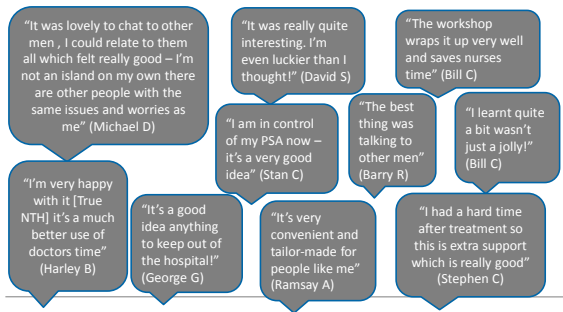 “It was lovely to chat to other
men , I could relate to them
all which felt really good – I’m
not an island on my own there
are other people with the
same issues and worries as
me” (Michael D)
“It was really quite
interesting. I’m
even luckier than I
thought!” (David S)
“The workshop
wraps it up very well
and saves nurses
time” (Bill C)
“I am in control
of my PSA now –
it’s a very good
idea” (Stan C)
“The best
thing was
talking to
other men”
(Barry R)
“I learnt quite
a bit wasn’t
just a jolly!”
(Bill C)
“I’m very happy
with it [True
NTH] it’s a much
better use of
doctors time”
(Harley B)
“It’s a good
idea anything
to keep out of
the hospital!”
(George G)
“It’s very
convenient and
tailor-made for
people like me”
(Ramsay A)
“I had a hard time
after treatment so
this is extra support
which is really good”
(Stephen C)